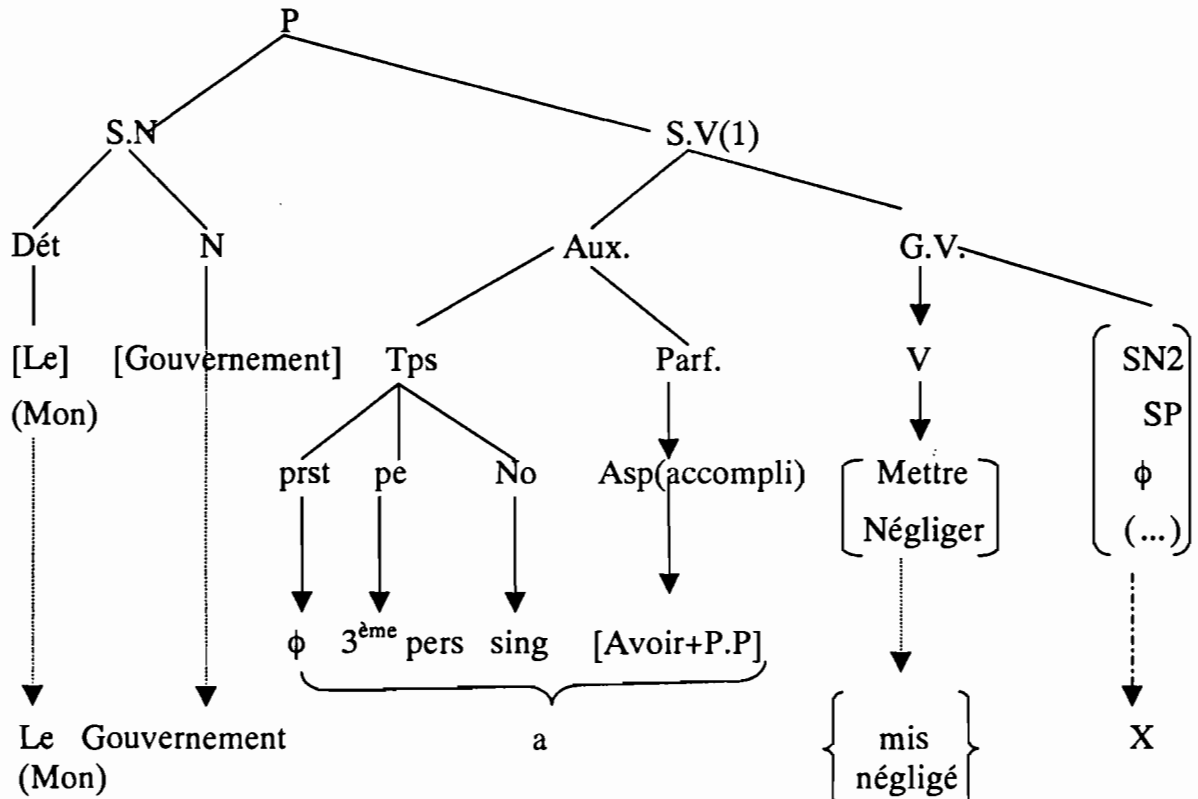 P
S.N S.V(1)
Dét N Aux. G.V.
[Le] [Gouvernement] Tps Parf. V SN2
(Mon) SP
prst pe No Asp(accompli) Mettre ϕ
Négliger (...)
ϕ 3ème pers sing [Avoir+P.P]
Le Gouvernement a mis X
(Mon) négligé